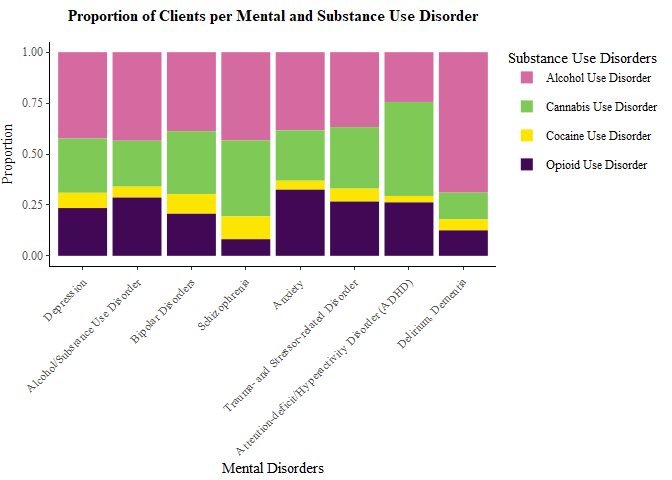 Proportion of Clients per Mental and Substance Use Disorder
1.00
0.75
0.50
0.25
0.00
Proportion
Depression
Alcohol/Substance Use Disorder
Bipolar Disorders
Schizophrenia
Anxiety
Trauma- and Stressor-related Disorder
Attention-deficit/Hyperactivity Disorder (ADHD)
Delirium, Dementia
Mental Disorders
Substance Use Disorders
Alcohol Use Disorder
Cannabis Use Disorder
Cocaine Use Disorder
Opioid Use Disorder